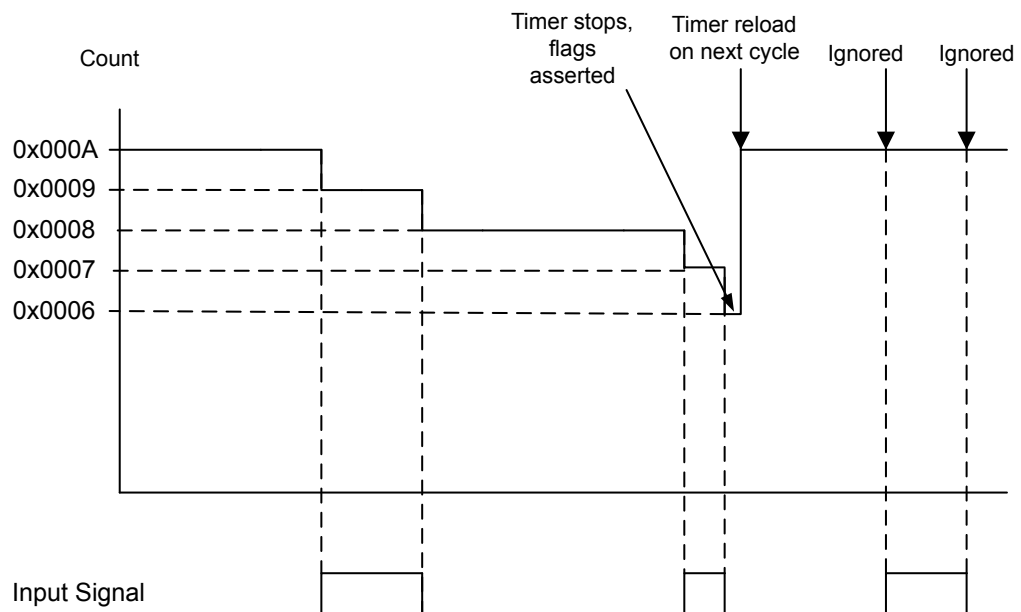 Timer stops,
flags
asserted
Timer reload
on next cycle
Ignored
Ignored
Count
0x000A
0x0009
0x0008
0x0007
0x0006
Input Signal